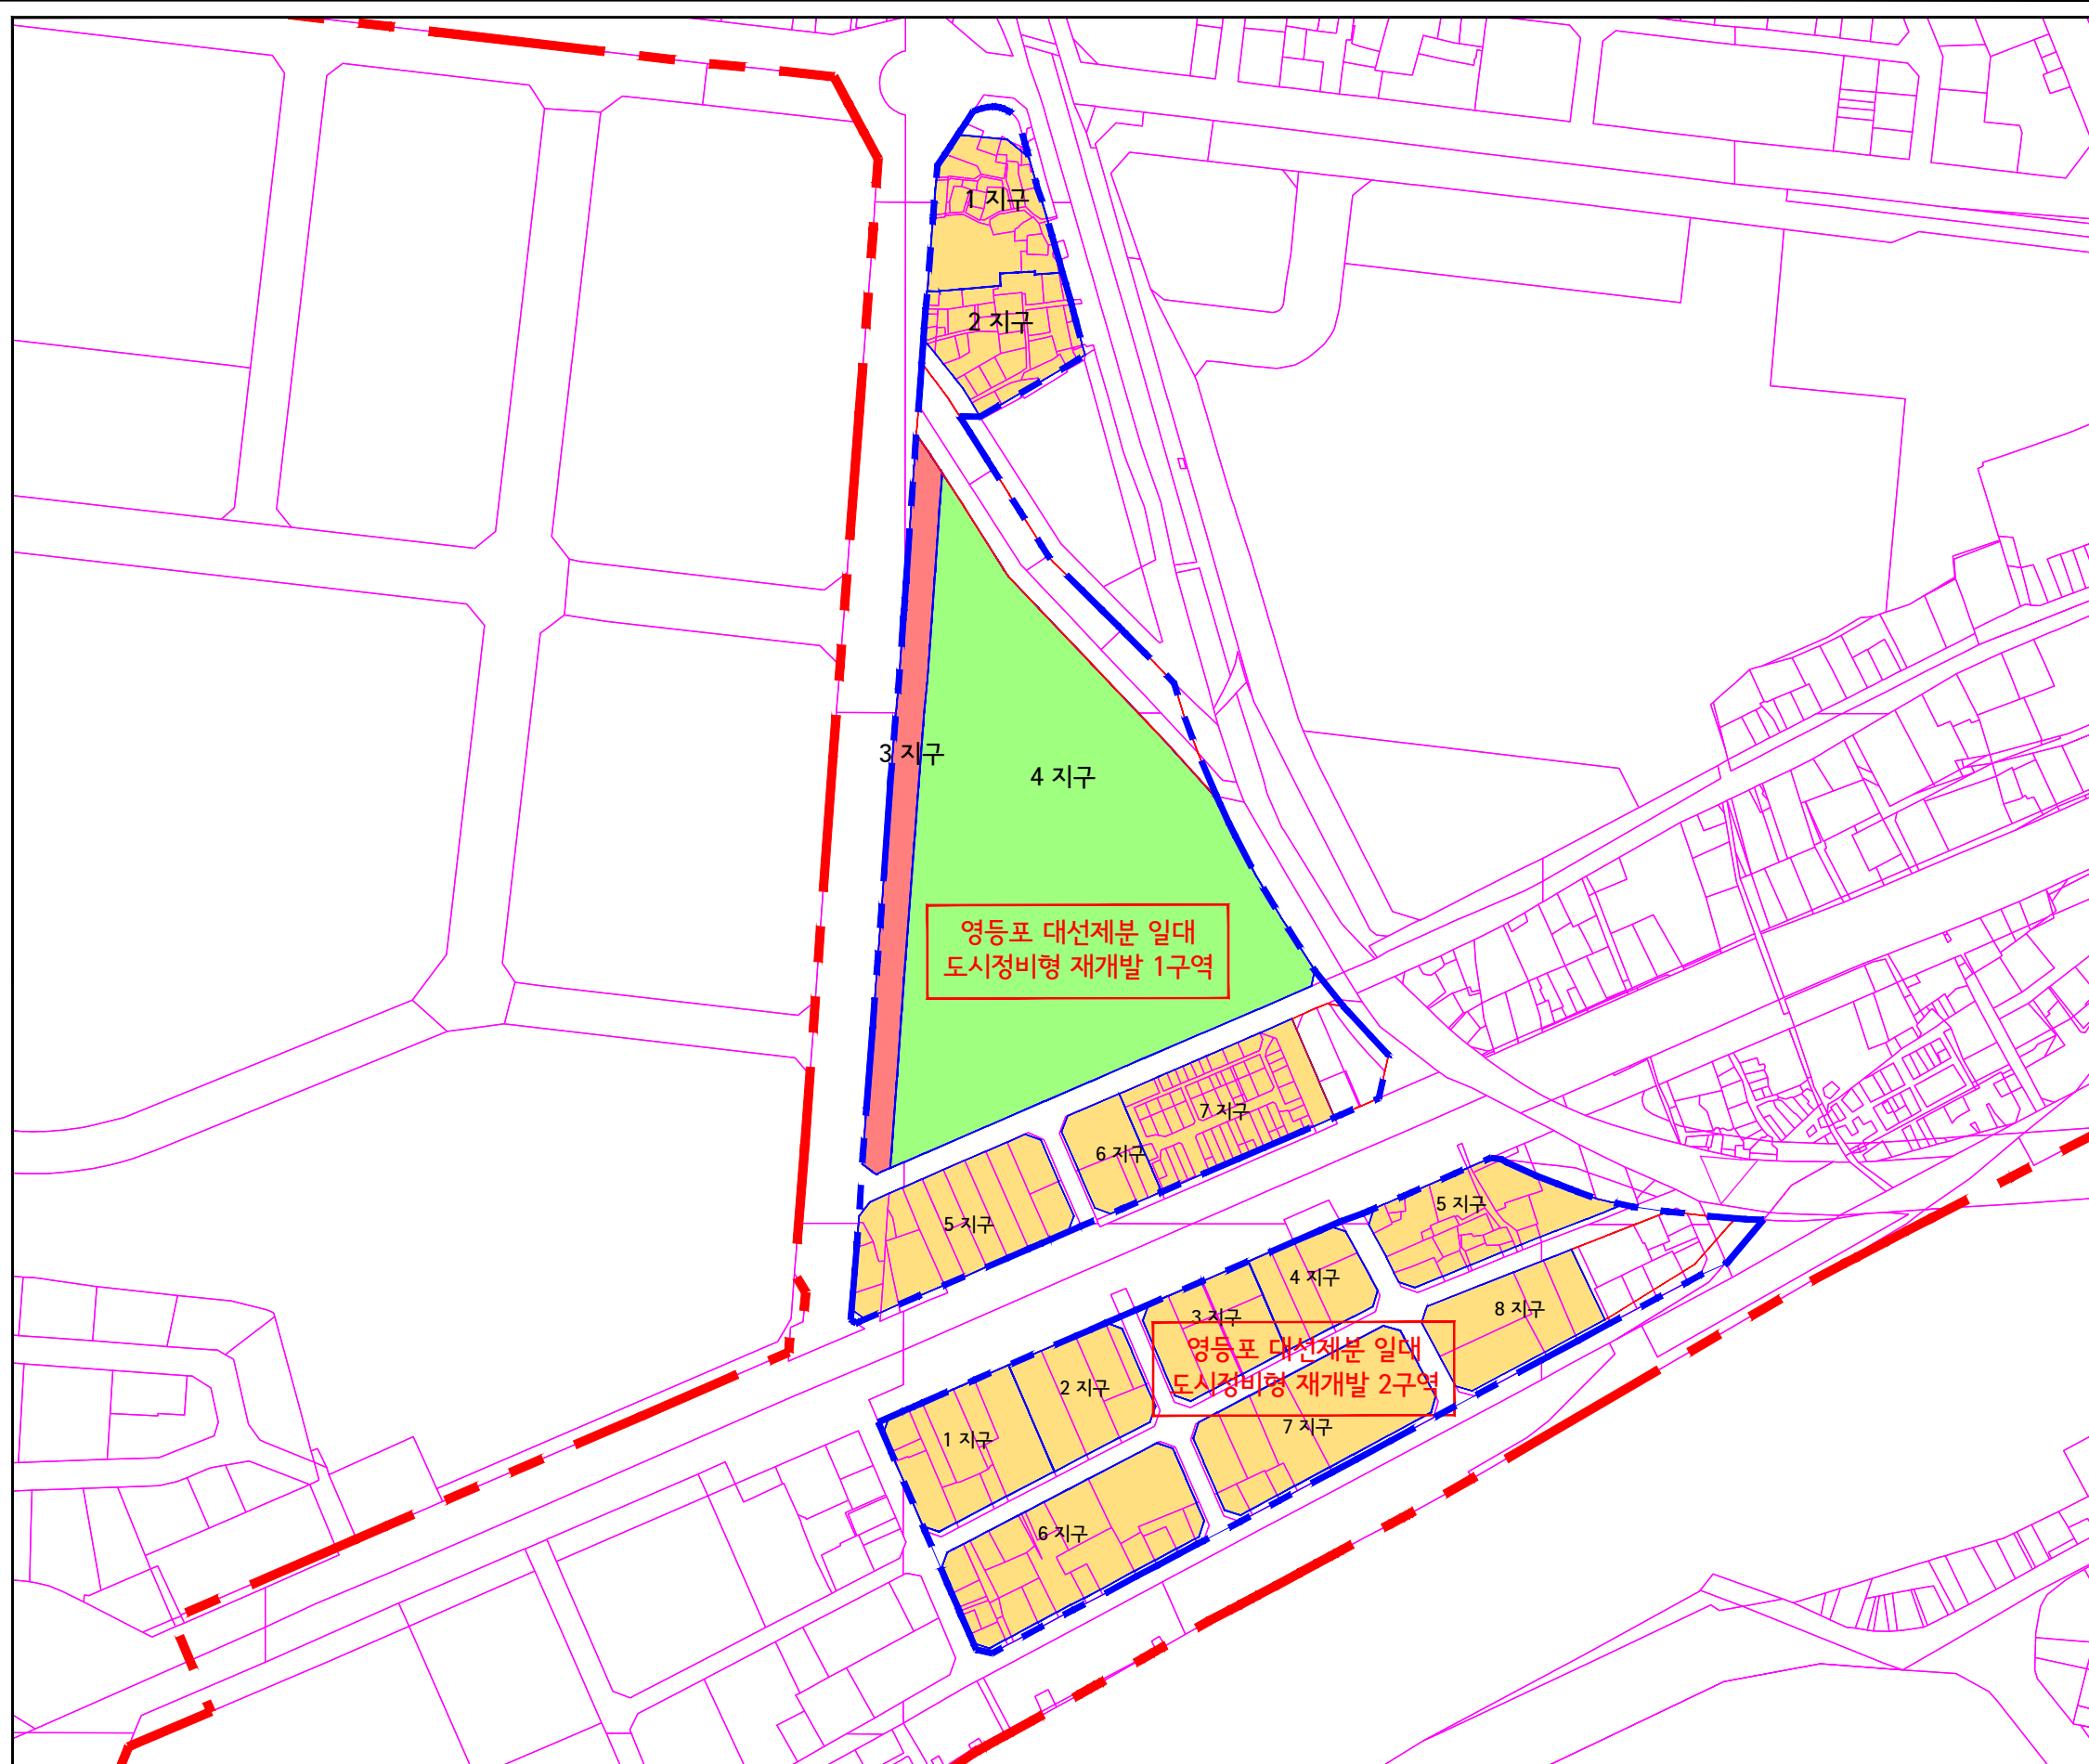 1 지구
2 지구
3 지구
4 지구
영등포 대선제분 일대
도시정비형 재개발 1구역
7 지구
6 지구
5 지구
5 지구
4 지구
3 지구
8 지구
영등포 대선제분 일대
도시정비형 재개발 2구역
2 지구
7 지구
1 지구
6 지구